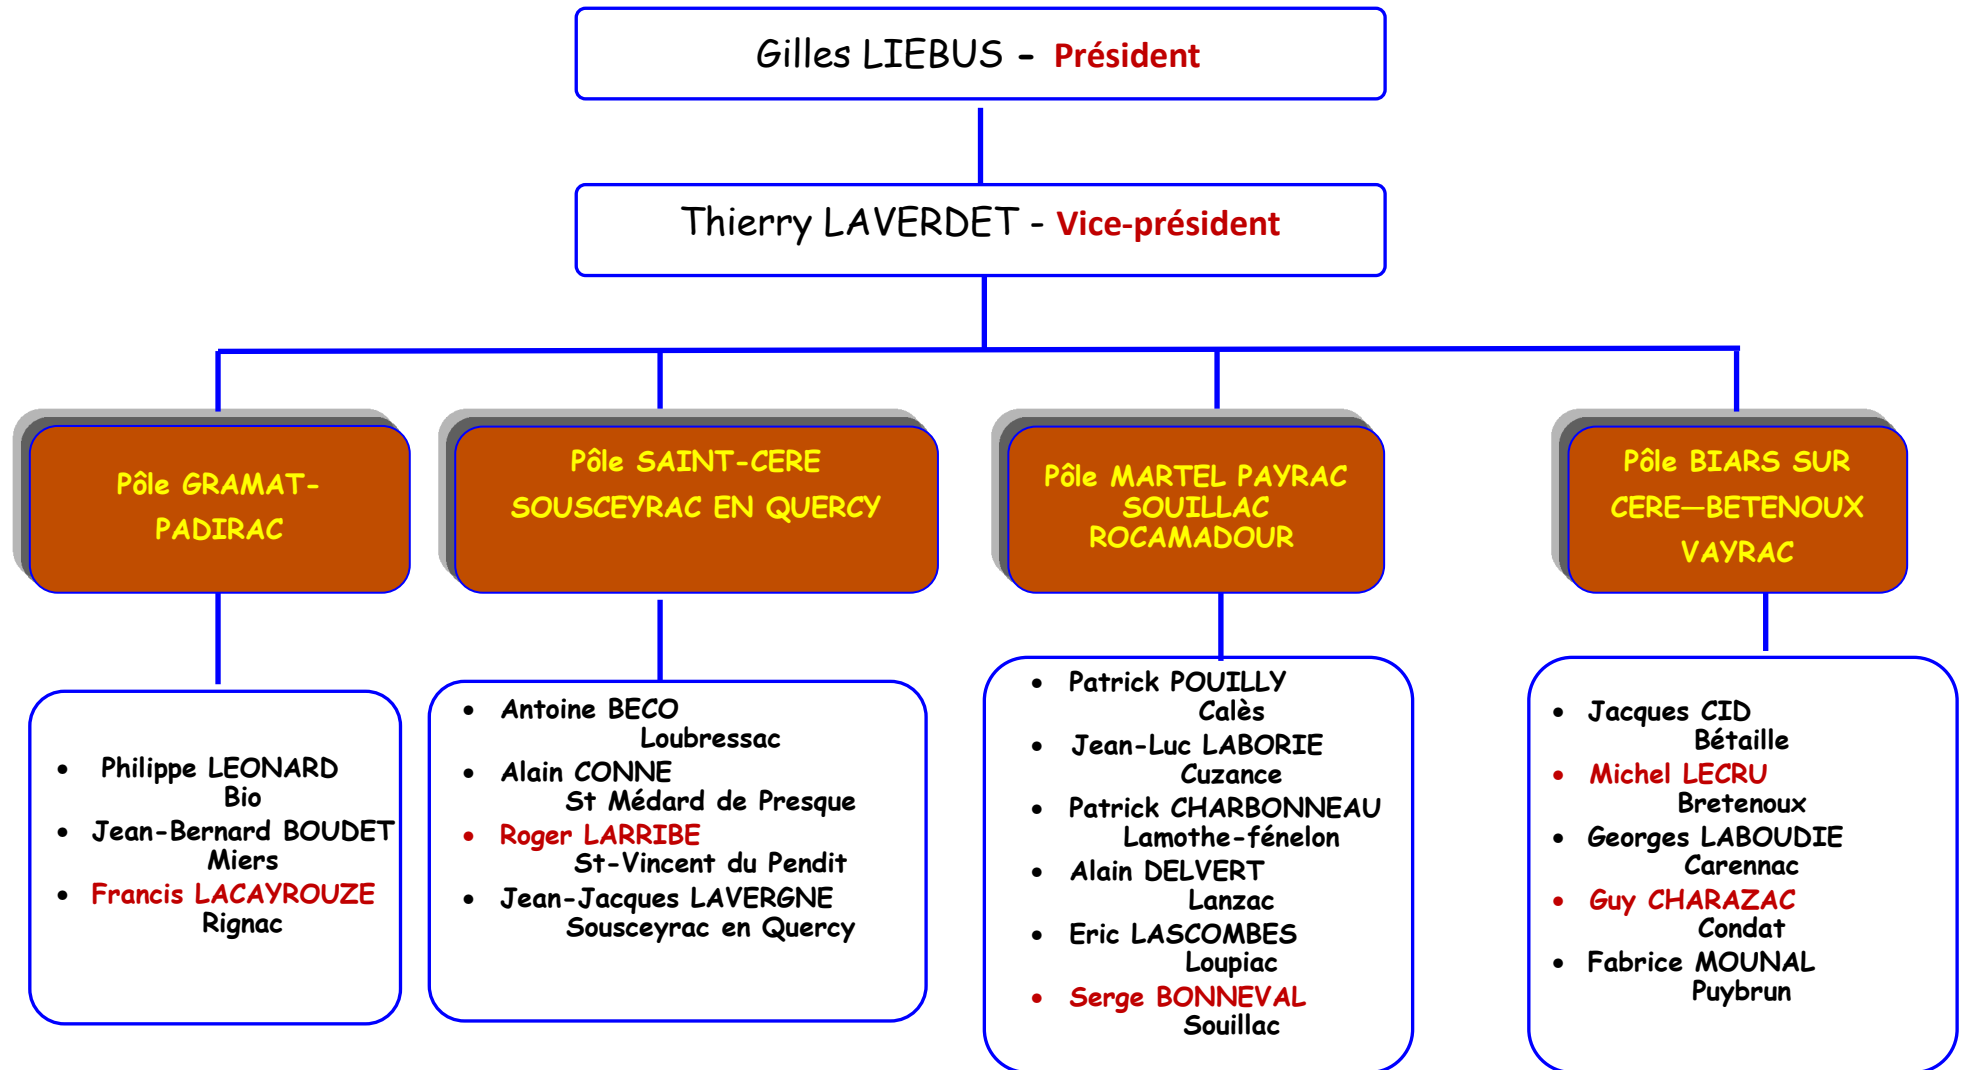 Gilles LIEBUS - Président
Thierry LAVERDET - Vice-président
Pôle GRAMAT-
PADIRAC
Pôle SAINT-CERE
SOUSCEYRAC EN QUERCY
Pôle MARTEL PAYRAC
SOUILLAC
ROCAMADOUR
Pôle BIARS SUR
CERE—BETENOUX
VAYRAC
• Philippe LEONARD
Bio
• Jean-Bernard BOUDET
Miers
• Francis LACAYROUZE
Rignac
• Antoine BECO
Loubressac
• Alain CONNE
St Médard de Presque
• Roger LARRIBE
St-Vincent du Pendit
• Jean-Jacques LAVERGNE
Sousceyrac en Quercy
• Patrick POUILLY
Calès
• Jean-Luc LABORIE
Cuzance
• Patrick CHARBONNEAU
Lamothe-fénelon
• Alain DELVERT
Lanzac
• Eric LASCOMBES
Loupiac
• Serge BONNEVAL
Souillac
• Jacques CID
Bétaille
• Michel LECRU
Bretenoux
• Georges LABOUDIE
Carennac
• Guy CHARAZAC
Condat
• Fabrice MOUNAL
Puybrun